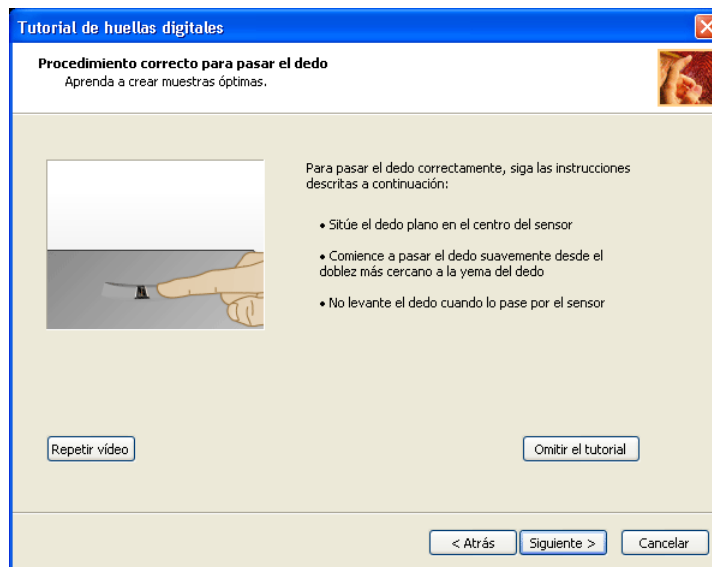 Tutorial de huellas digitales
Procedimiento correcto para pasar el dedo
Aprenda a crear muestras óptimas.
Para pasar el dedo correctamente, siga las instrucciones
descritas a continuación:
• Sitúe el dedo plano en el centro del sensor
• Comience a pasar el dedo suavemente desde el
doblez más cercano a la yema del dedo
• No levante el dedo cuando lo pase por el sensor
Repetir vídeo
Omitir el tutorial
< Atrás
Siguiente >
Cancelar